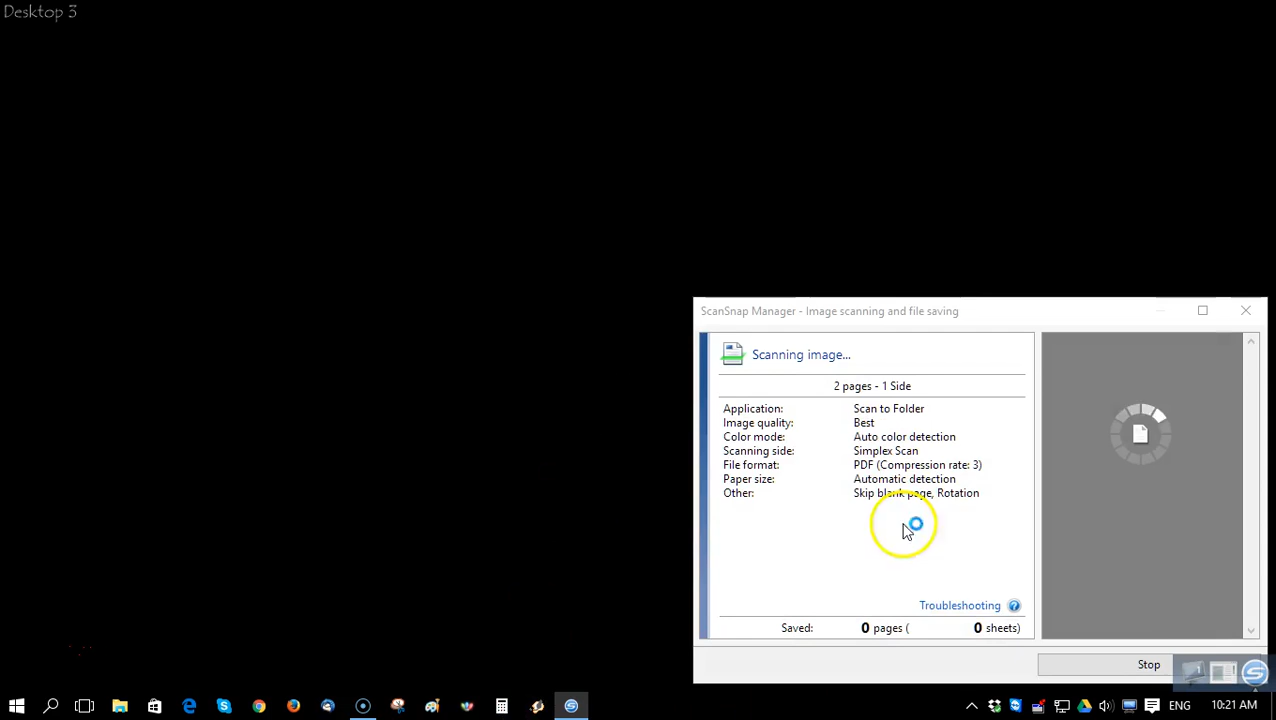 Desktop 3
ScanSnap Manager - Image scanning and file saving
Scanning image...
2 pages - 1 Side
Application: Scan to Folder
Image quality: Best
Color mode: Auto color detection
Scanning side: Simplex Scan
File format: PDF (Compression rate: 3)
Paper size: Automatic detection
Other: Skip blank page, Rotation
Troubleshooting ?
Saved: 0 pages ( 0 sheets)
Stop
ENG 10:21 AM